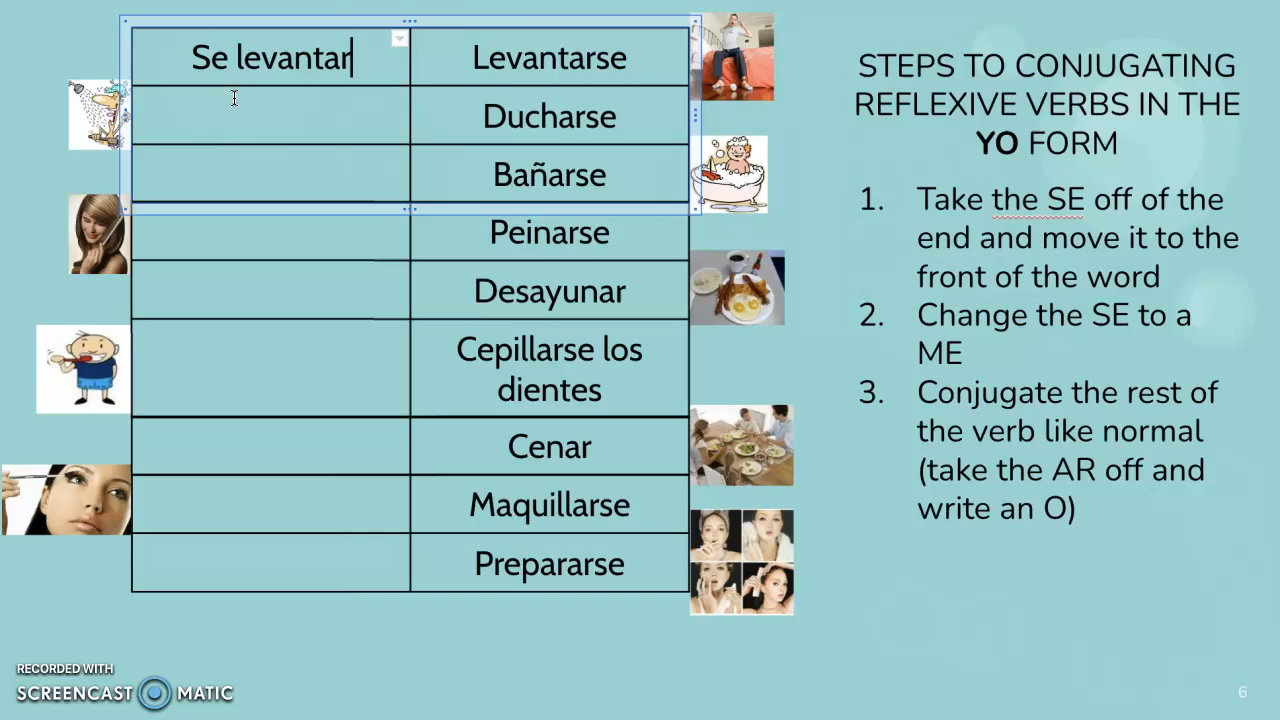 Se levantar
Levantarse
Ducharse
Bañarse
Peinarse
Desayunar
Cepillarse los
dientes
Cenar
Maquillarse
Prepararse
STEPS TO CONJUGATING
REFLEXIVE VERBS IN THE
YO FORM
1. Take the SE off of the
end and move it to the
front of the word
2. Change the SE to a
ME
3. Conjugate the rest of
the verb like normal
(take the AR off and
write an O)
RECORDED WITH
SCREENCAST MATIC
6